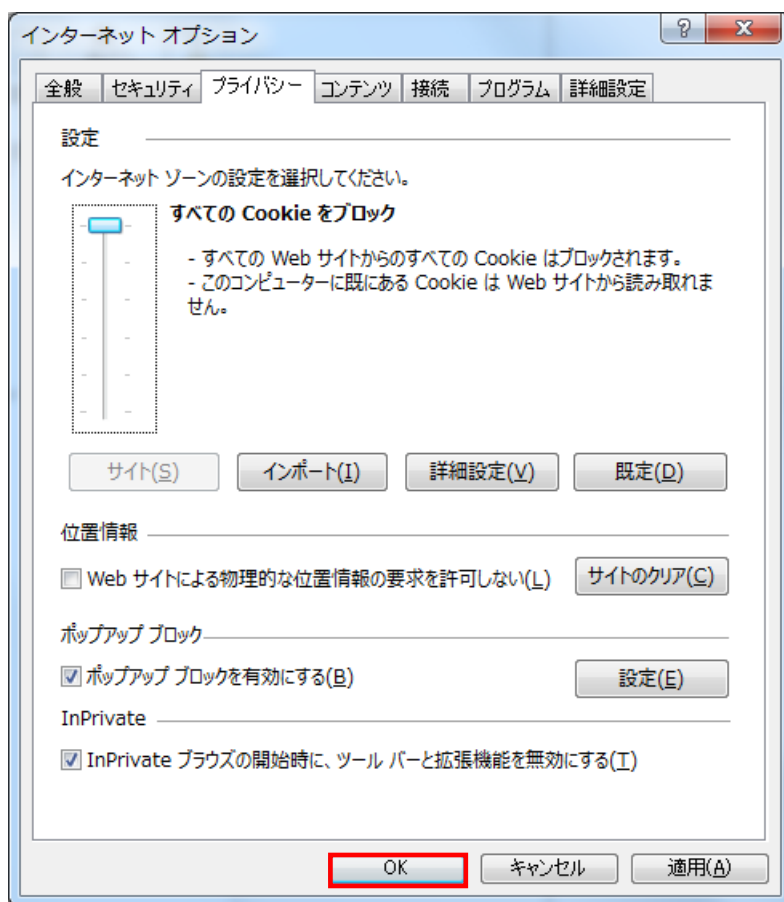 インターネット オプション
?
X
全般 セキュリティ プライバシー コンテンツ 接続 プログラム 詳細設定
設定
インターネット ゾーンの設定を選択してください。
すべての Cookie をブロック
- すべての Web サイトからのすべての Cookie はブロックされます。
- このコンピューターに既にある Cookie は Web サイトから読み取れま
せん。
サイト(S) インポート(I) 詳細設定(V) 既定(D)
位置情報
Web サイトによる物理的な位置情報の要求を許可しない(L) サイトのクリア(C)
ポップアップ ブロック
ポップアップ ブロックを有効にする(B) 設定(E)
InPrivate
InPrivate ブラウズの開始時に、ツール バーと拡張機能を無効にする(T)
OK キャンセル 適用(A)